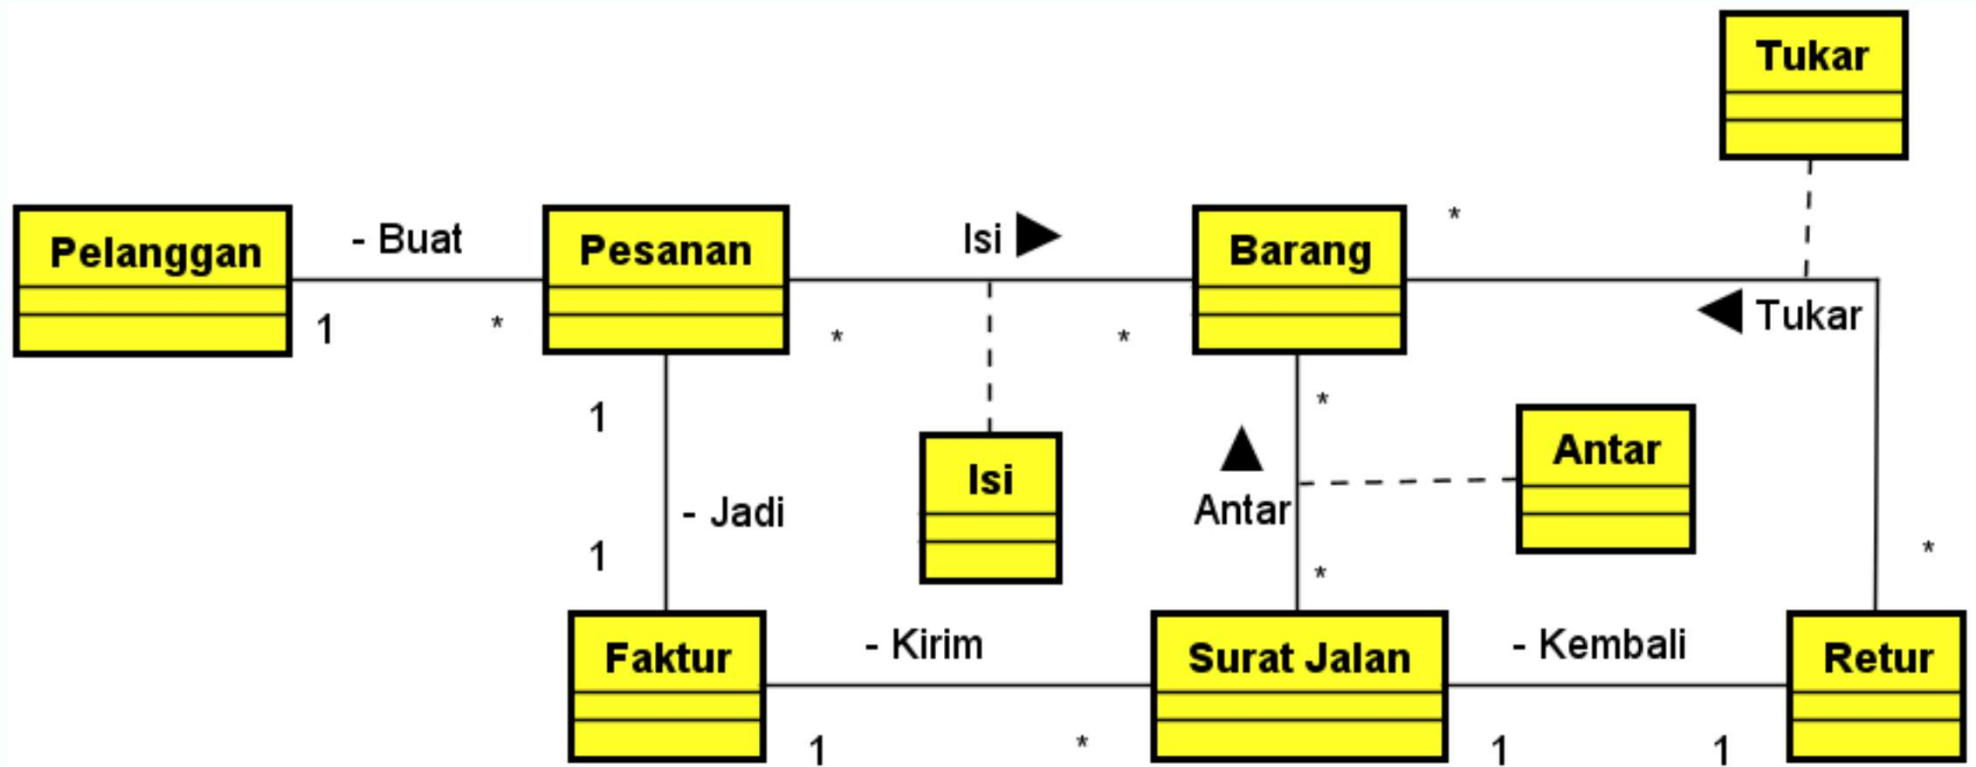 Tukar
Pelanggan
- Buat
1
*
Pesanan
Isi
*
*
Barang
*
Tukar
1
- Jadi
1
Isi
*
Antar
*
Antar
*
Faktur
- Kirim
1
*
Surat Jalan
- Kembali
1
1
Retur